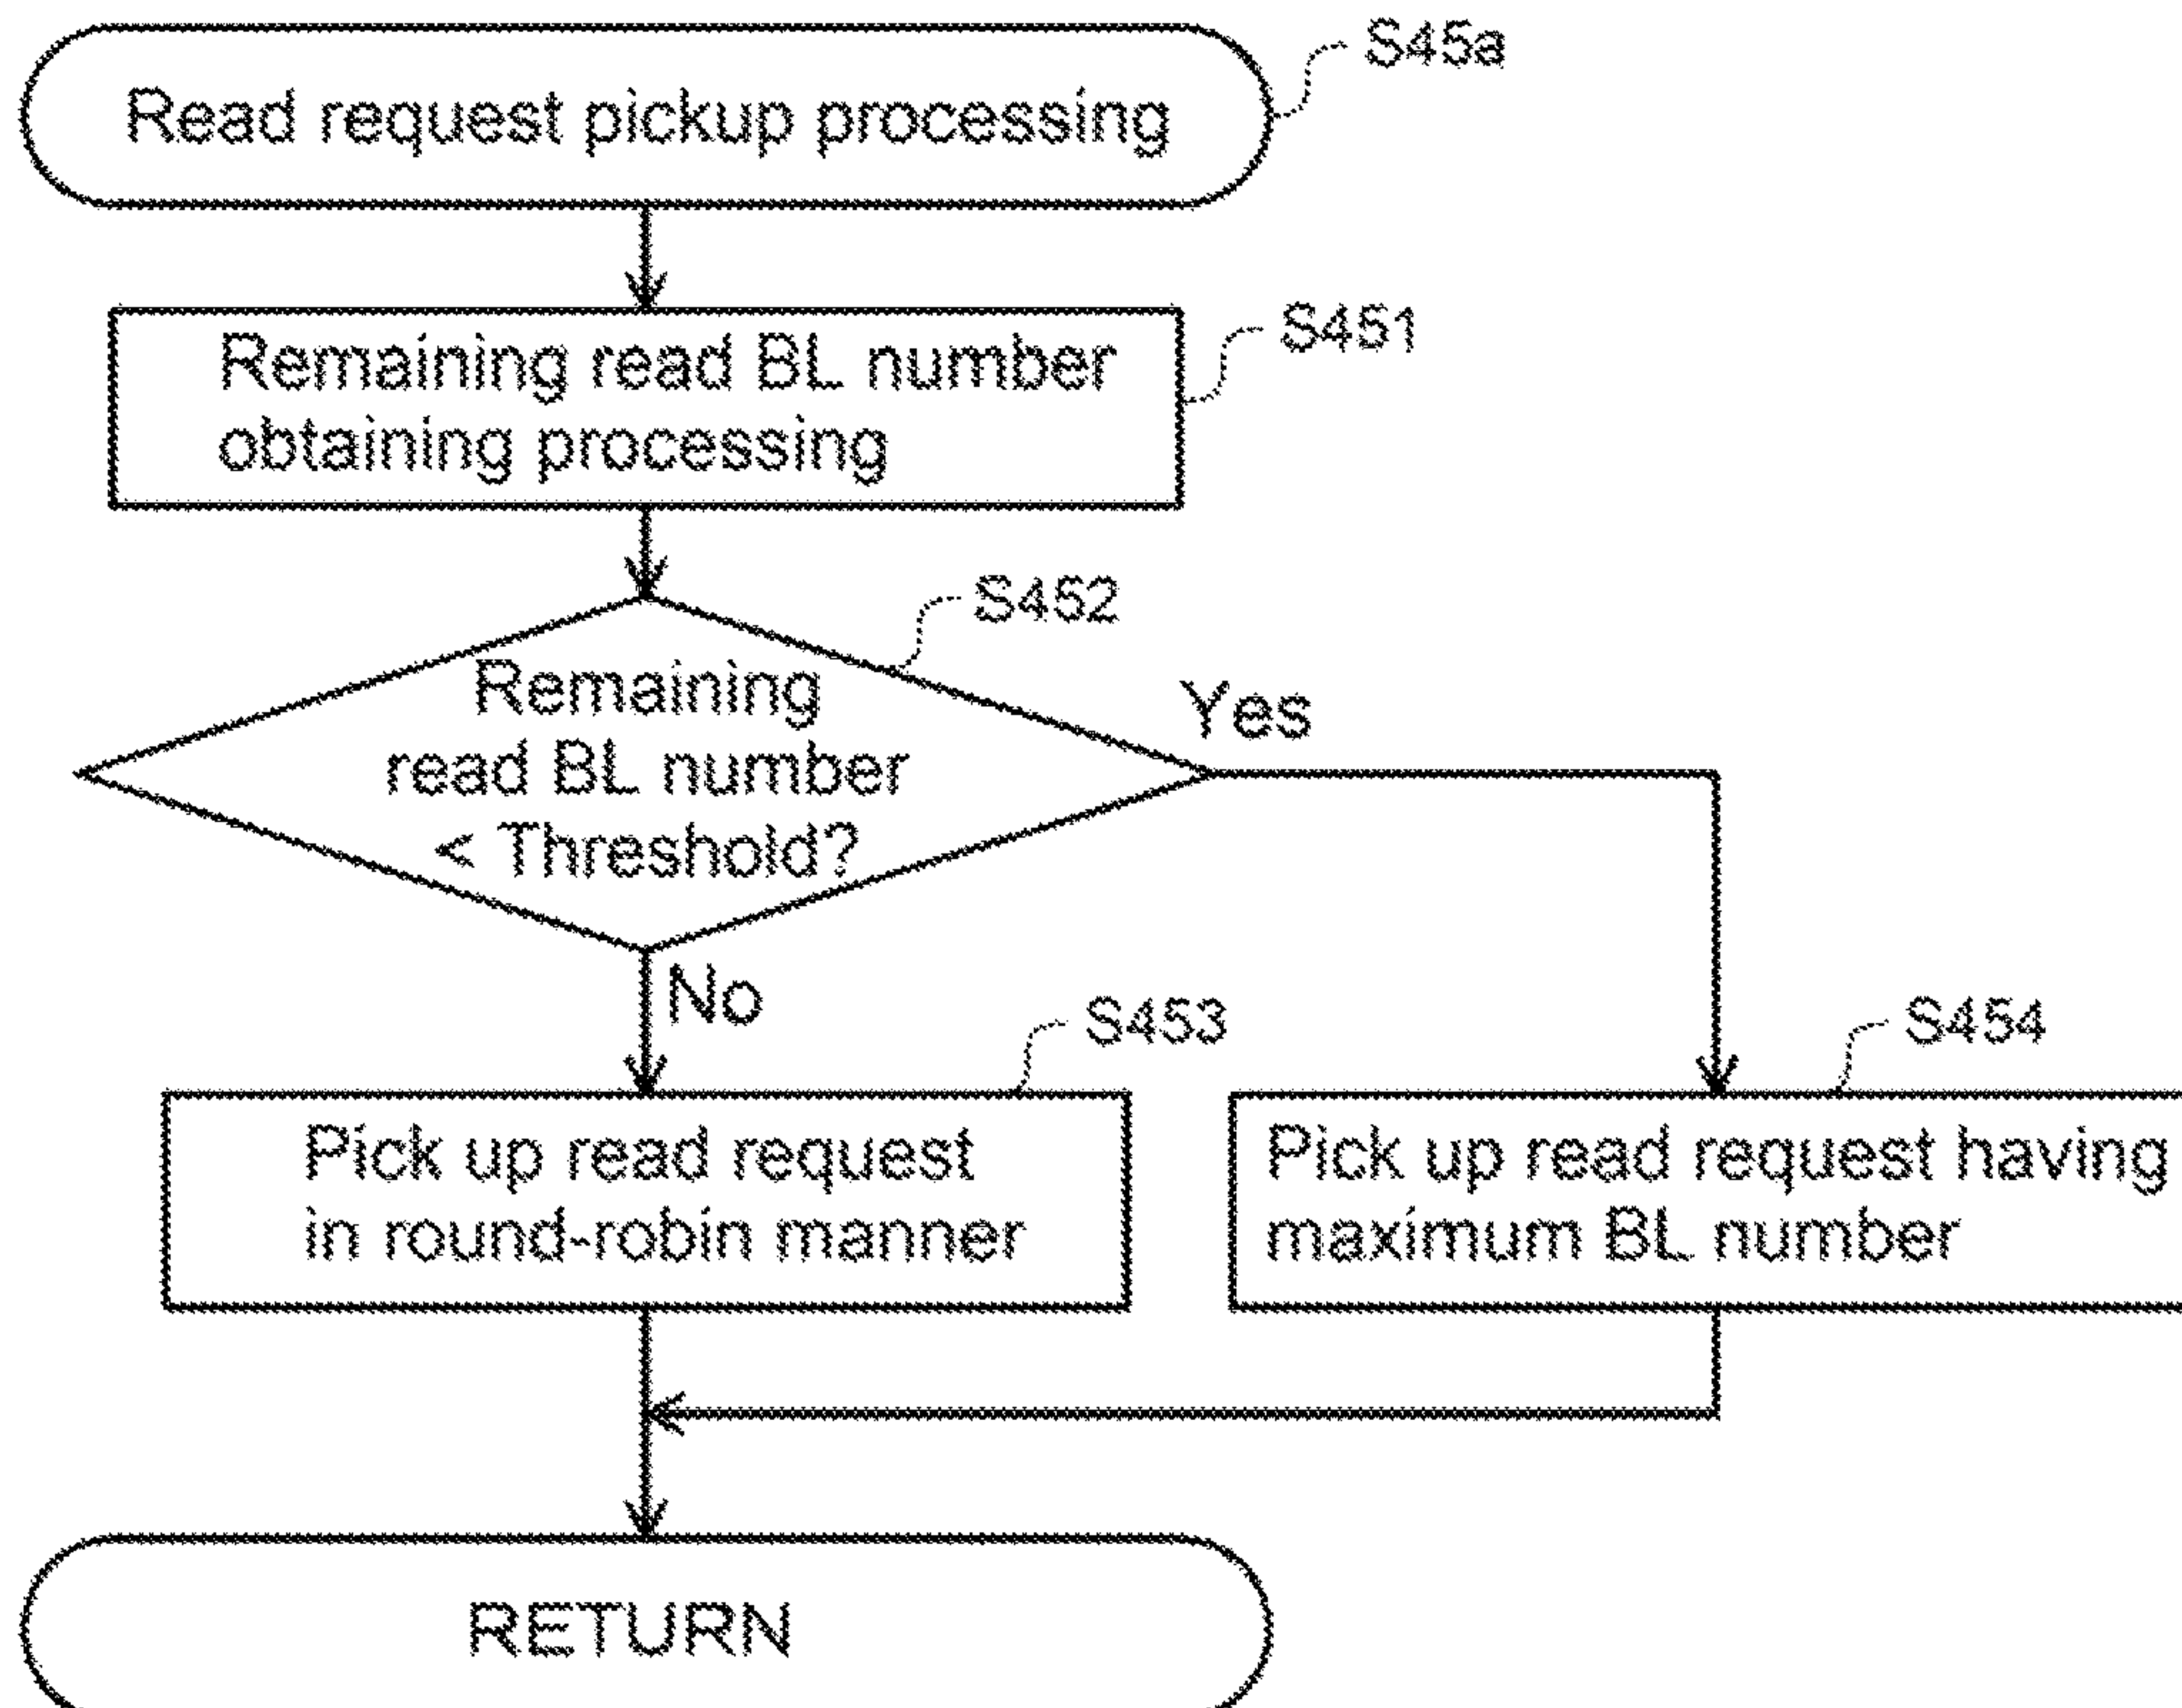 S45a
Read request pickup processing
S451
Remaining read BL number
obtaining processing
S452
Remaining
read BL number
< Threshold?
Yes
No
S453
Pick up read request
in round-robin manner
S454
Pick up read request having
maximum BL number
RETURN